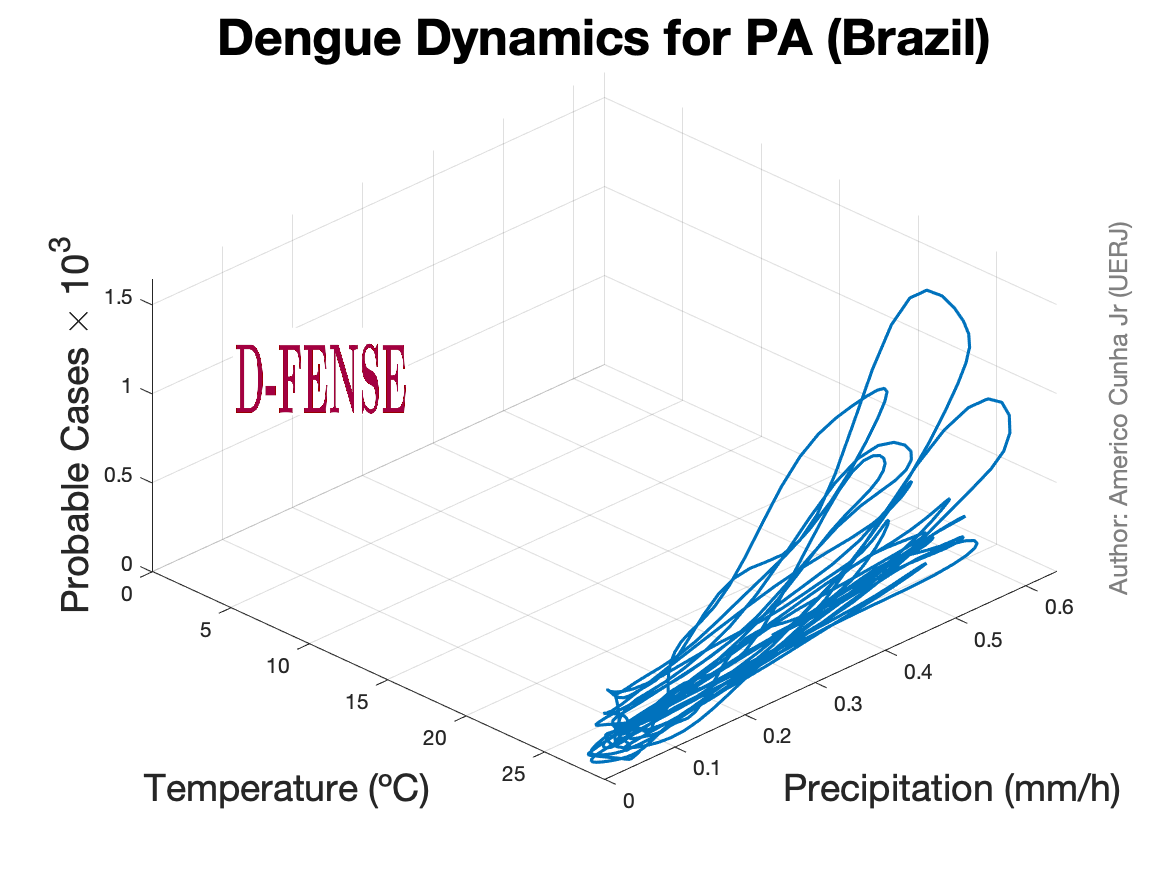 Dengue Dynamics for PA (Brazil)
Probable Cases × 10³
1.5
1
0.5
0
D-FENSE
Author: Americo Cunha Jr (UERJ)
0
5
10
15
20
25
Temperature (ºC)
0
0.1
0.2
0.3
0.4
0.5
0.6
Precipitation (mm/h)